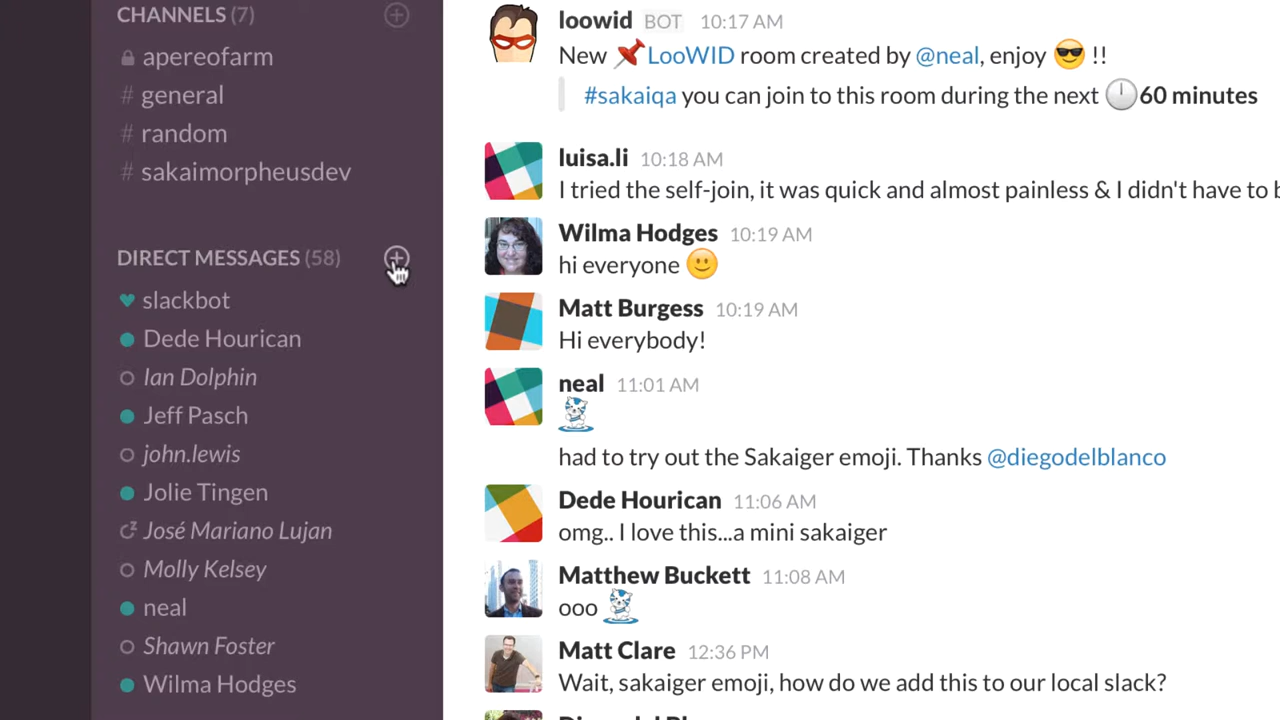 CHANNELS (7)
apereofarm
# general
# random
# sakaimorpheusdev
DIRECT MESSAGES (58)
slackbot
Dede Hourican
Ian Dolphin
Jeff Pasch
john.lewis
Jolie Tingen
José Mariano Lujan
Molly Kelsey
neal
Shawn Foster
Wilma Hodges
loowid BOT 10:17 AM
New 📌LooWID room created by @neal, enjoy 😎 !!
#sakaiqa you can join to this room during the next 🕛60 minutes
luisa.li 10:18 AM
I tried the self-join, it was quick and almost painless & I didn't have to
Wilma Hodges 10:19 AM
hi everyone 🙂
Matt Burgess 10:19 AM
Hi everybody!
neal 11:01 AM
had to try out the Sakaiger emoji. Thanks @diegodelblanco
Dede Hourican 11:06 AM
omg.. I love this...a mini sakaiger
Matthew Buckett 11:08 AM
ooo
Matt Clare 12:36 PM
Wait, sakaiger emoji, how do we add this to our local slack?